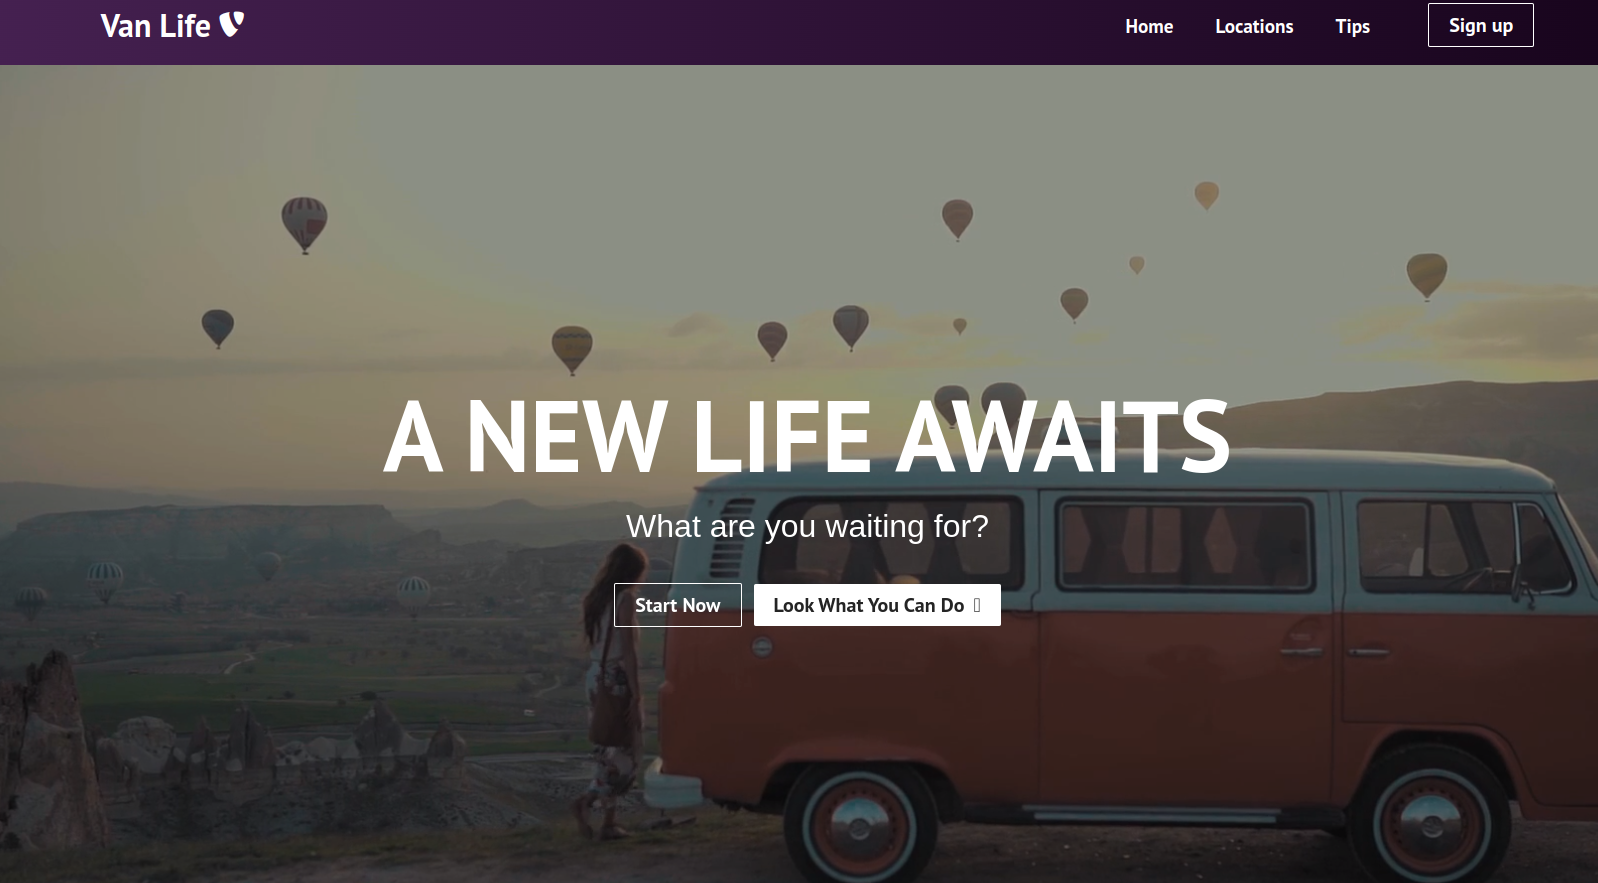 Van Life
Home Locations Tips Sign up
A NEW LIFE AWAITS
What are you waiting for?
Start Now Look What You Can Do